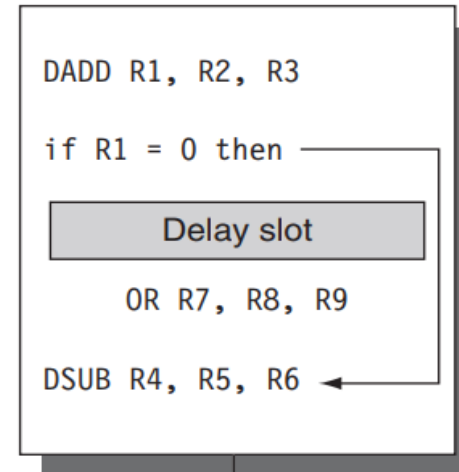 DADD R1, R2, R3
if R1 = 0 then
Delay slot
OR R7, R8, R9
DSUB R4, R5, R6